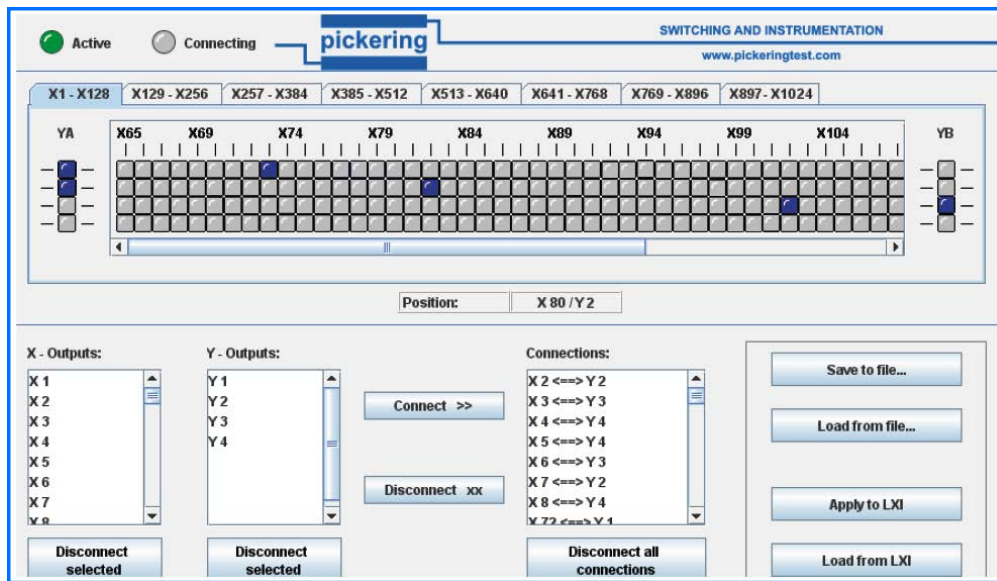 Active
Connecting
pickering
SWITCHING AND INSTRUMENTATION
www.pickeringtest.com
X1 - X128
X129 - X256
X257 - X384
X385 - X512
X513 - X640
X641 - X768
X769 - X896
X897 - X1024
YA
X65
X69
X74
X79
X84
X89
X94
X99
X104
YB
Position:
X 80 / Y 2
X - Outputs:
X 1
X 2
X 3
X 4
X 5
X 6
X 7
X 8
Disconnect
selected
Y - Outputs:
Y 1
Y 2
Y 3
Y 4
Disconnect
selected
Connect >>
Disconnect xx
Connections:
X 2 <==> Y 2
X 3 <==> Y 3
X 4 <==> Y 4
X 5 <==> Y 4
X 6 <==> Y 3
X 7 <==> Y 2
X 8 <==> Y 4
X 72 <==> Y 1
Disconnect all
connections
Save to file...
Load from file...
Apply to LXI
Load from LXI